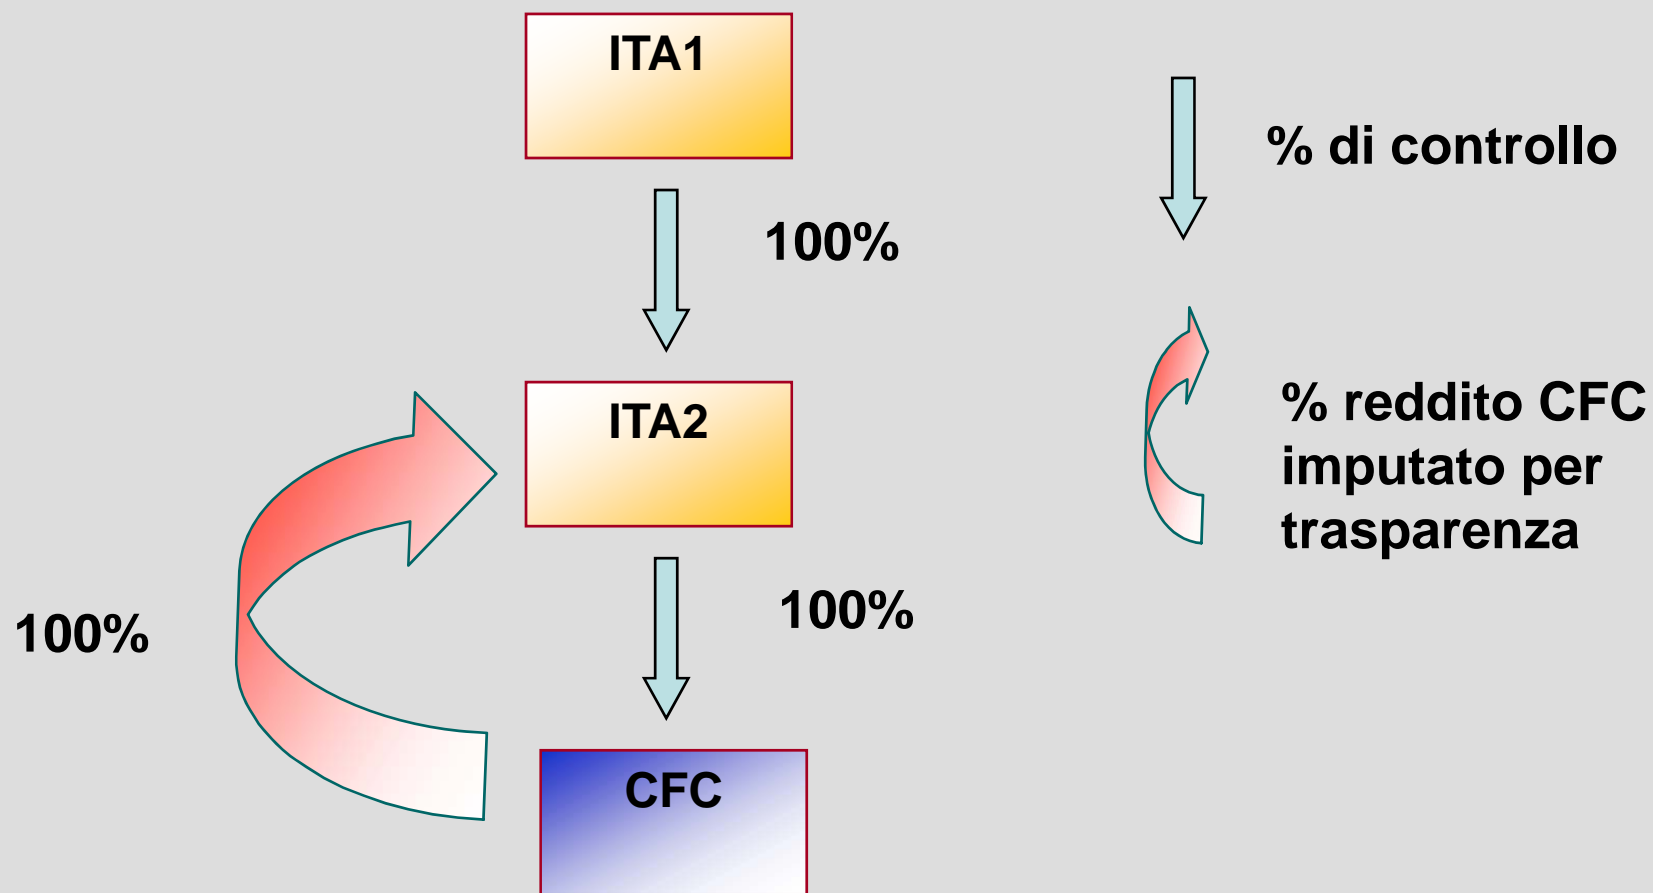 ITA1
% di controllo
100%
ITA2
% reddito CFC
imputato per
trasparenza
100%
100%
CFC